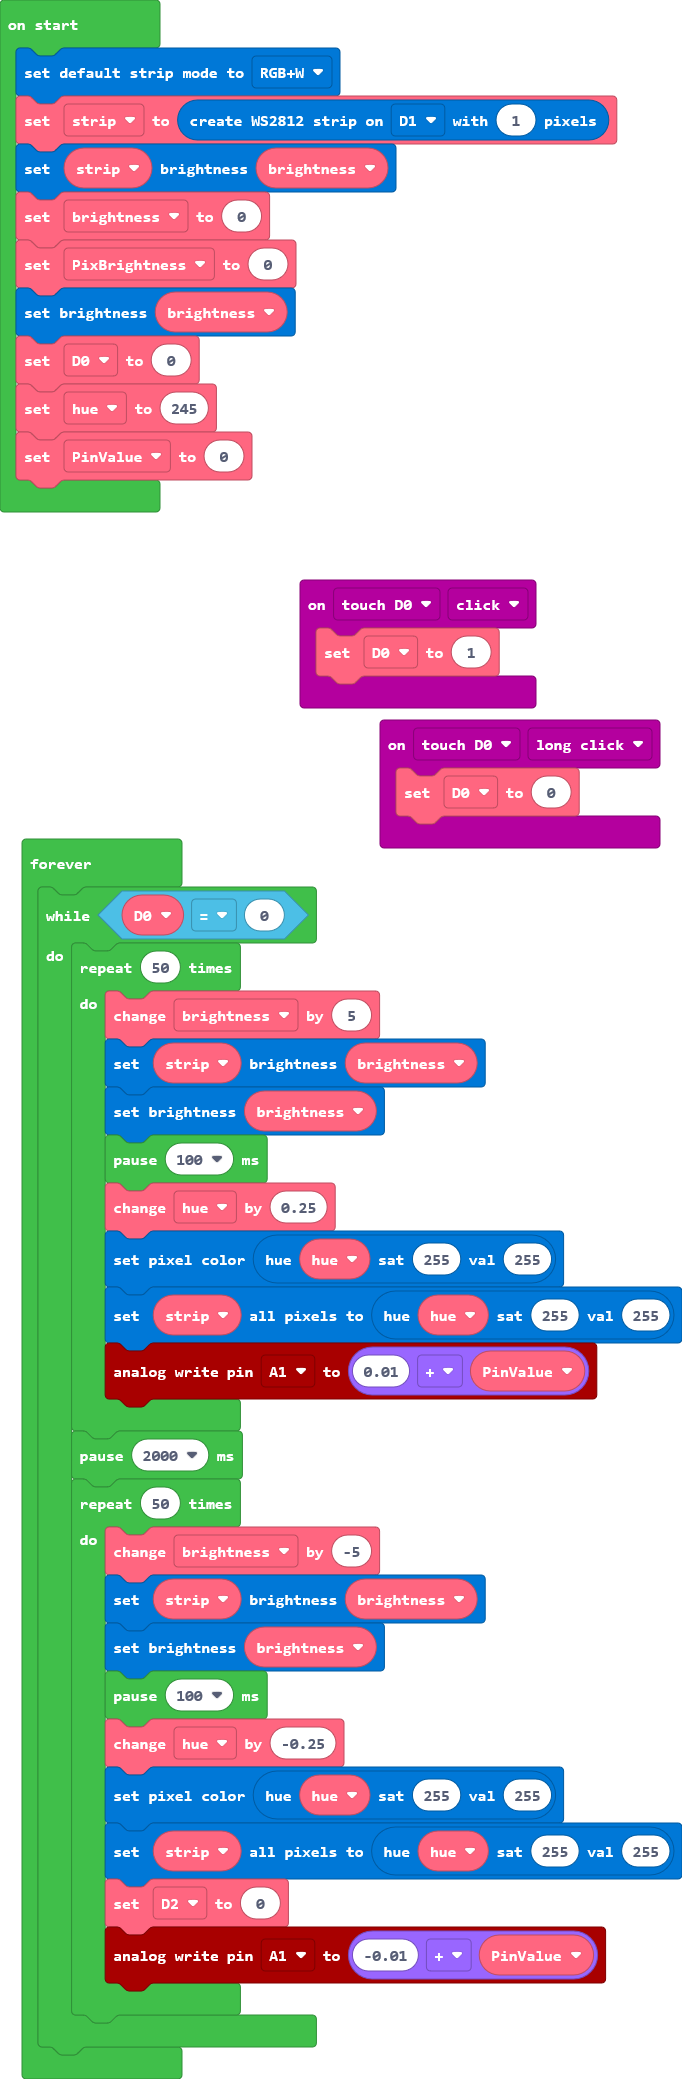 on start
set default strip mode to RGB+W
set strip to create WS2812 strip on D1 with 1 pixels
set strip brightness brightness
set brightness to 0
set PixBrightness to 0
set brightness brightness
set D0 to 0
set hue to 245
set PinValue to 0
on touch D0 click
set D0 to 1
on touch D0 long click
set D0 to 0
forever
while D0 = 0
do
repeat 50 times
do
change brightness by 5
set strip brightness brightness
set brightness brightness
pause 100 ms
change hue by 0.25
set pixel color hue hue sat 255 val 255
set strip all pixels to hue hue sat 255 val 255
analog write pin A1 to 0.01 + PinValue
pause 2000 ms
repeat 50 times
do
change brightness by -5
set strip brightness brightness
set brightness brightness
pause 100 ms
change hue by -0.25
set pixel color hue hue sat 255 val 255
set strip all pixels to hue hue sat 255 val 255
set D2 to 0
analog write pin A1 to -0.01 + PinValue